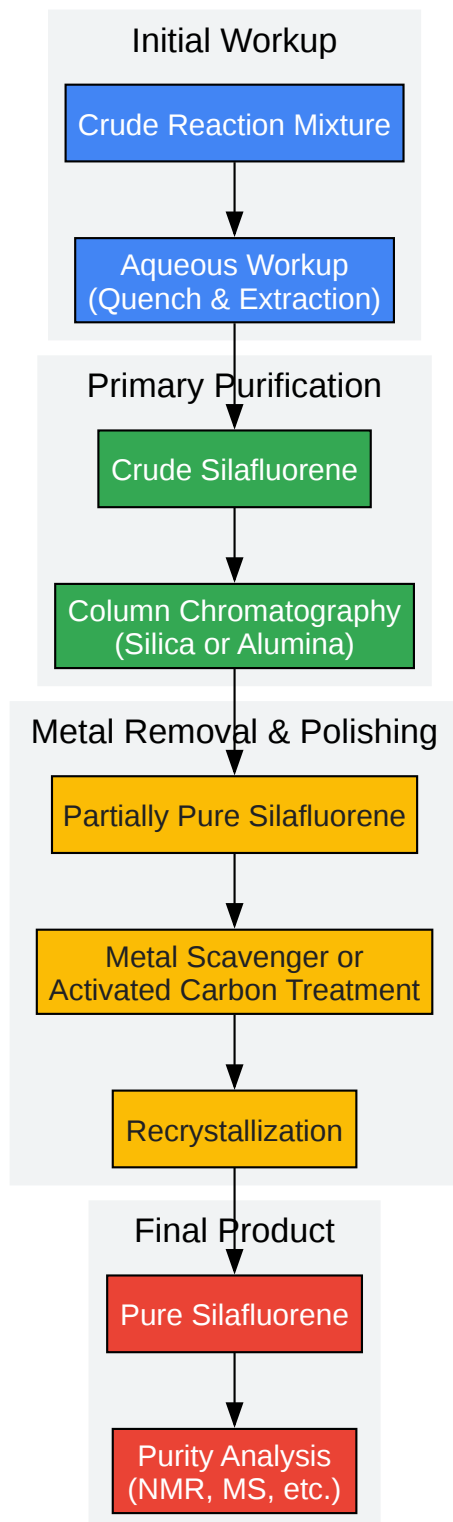 Initial Workup
Crude Reaction Mixture
Aqueous Workup
(Quench & Extraction)
Primary Purification
Crude Silafluorene
Column Chromatography
(Silica or Alumina)
Metal Removal & Polishing
Partially Pure Silafluorene
Metal Scavenger or
Activated Carbon Treatment
Recrystallization
Final Product
Pure Silafluorene
Purity Analysis
(NMR, MS, etc.)